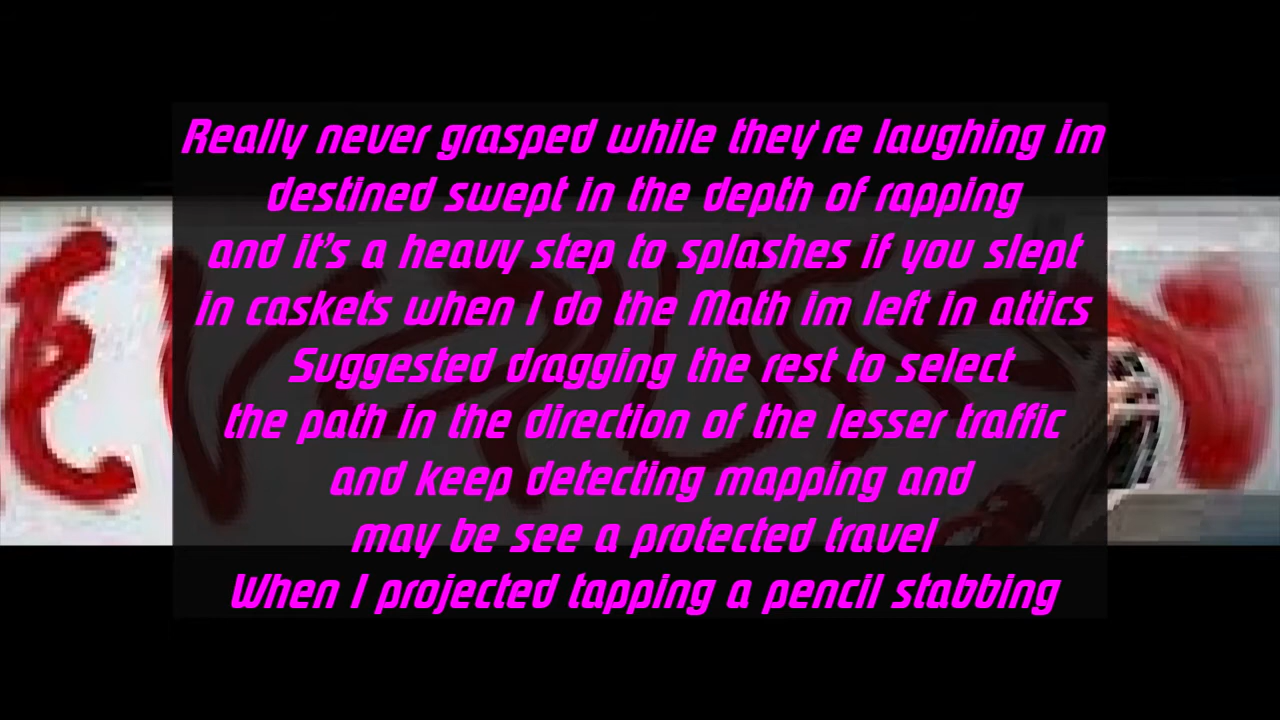 Really never grasped while they're laughing im
destined swept in the depth of rapping
and it's a heavy step to splashes if you slept
in caskets when I do the Math im left in attics
Suggested dragging the rest to select
the path in the direction of the lesser traffic
and keep detecting mapping and
may be see a protected travel
When I projected tapping a pencil stabbing